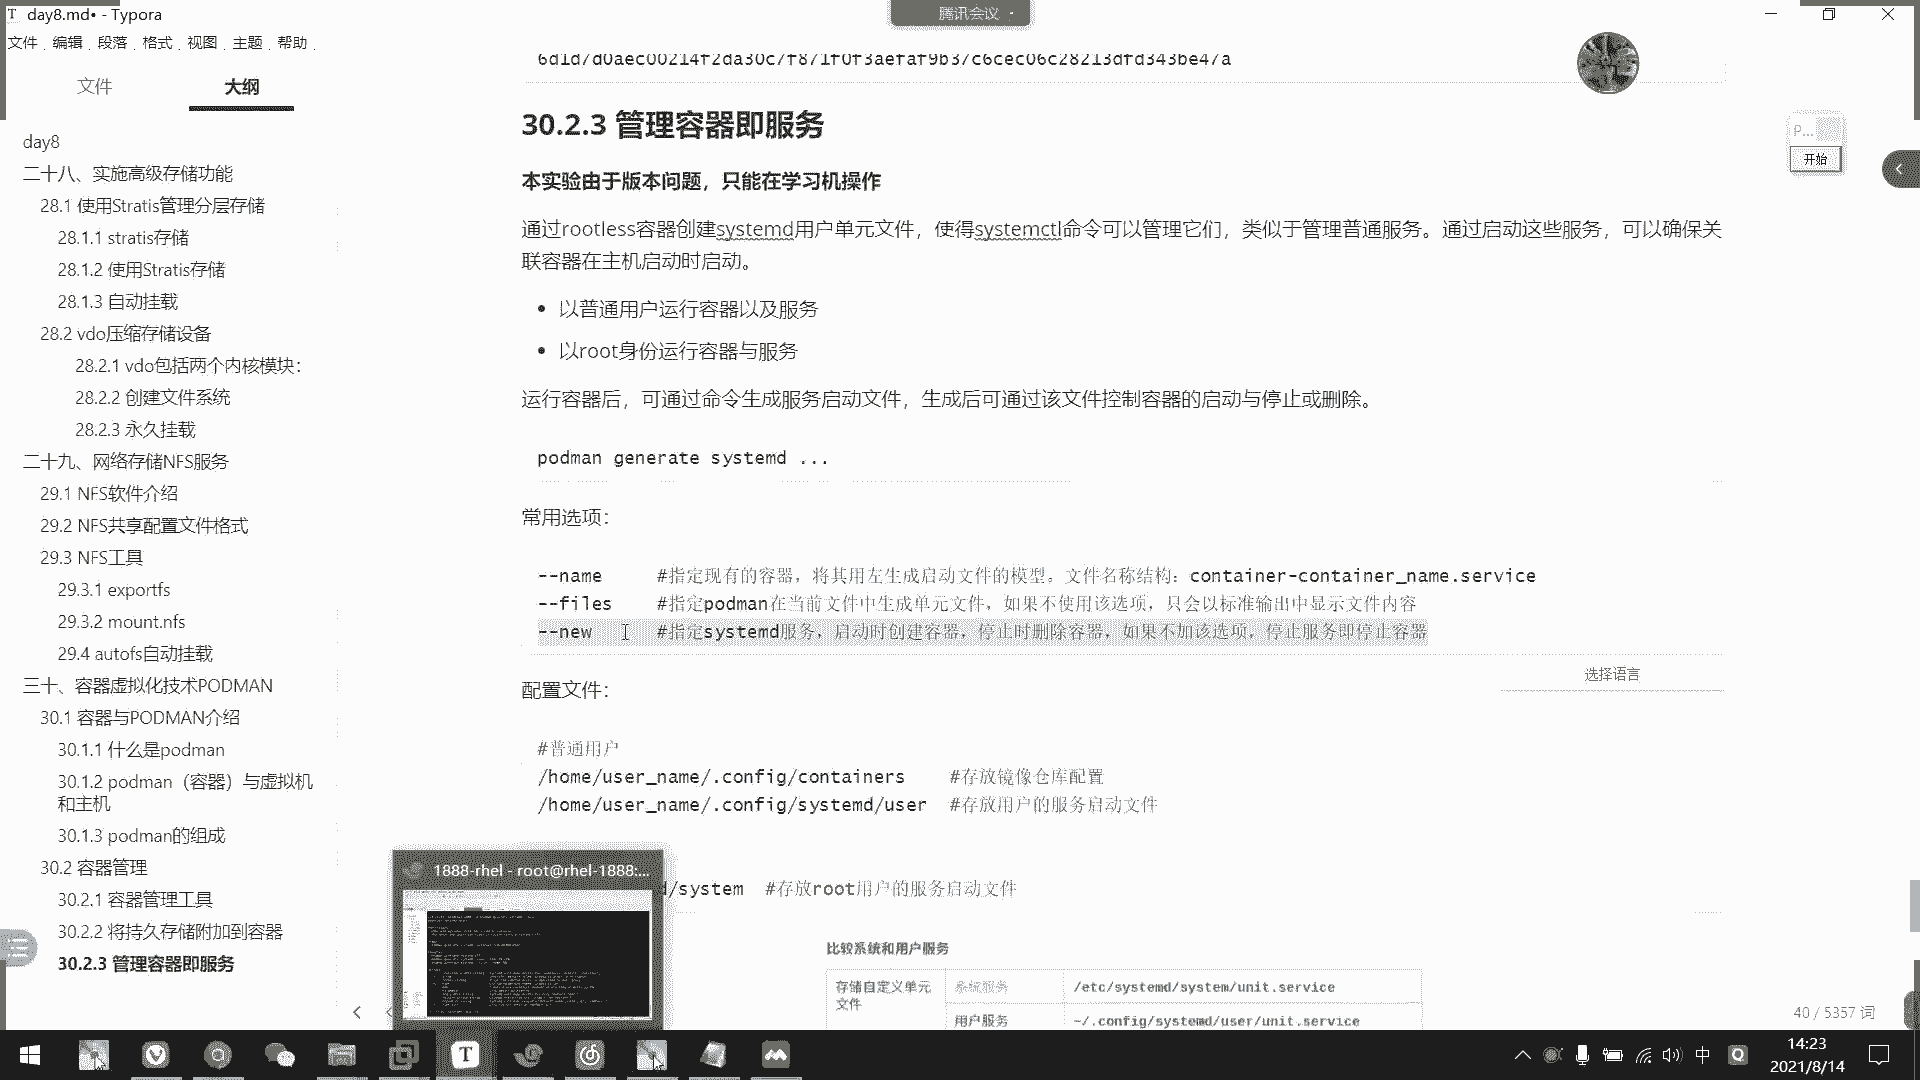 day8.md• - Typora
腾讯会议
文件 编辑 段落 格式 视图 主题 帮助
文件
大纲
day8
二十八、实施高级存储功能
28.1 使用Stratis管理分层存储
28.1.1 stratis存储
28.1.2 使用Stratis存储
28.1.3 自动挂载
28.2 vdo压缩存储设备
28.2.1 vdo包括两个内核模块：
28.2.2 创建文件系统
28.2.3 永久挂载
二十九、网络存储NFS服务
29.1 NFS软件介绍
29.2 NFS共享配置文件格式
29.3 NFS工具
29.3.1 exportfs
29.3.2 mount.nfs
29.4 autofs自动挂载
三十、容器虚拟化技术PODMAN
30.1 容器与PODMAN介绍
30.1.1 什么是podman
30.1.2 podman（容器）与虚拟机
和主机
30.1.3 podman的组成
30.2 容器管理
30.2.1 容器管理工具
30.2.2 将持久存储附加到容器
30.2.3 管理容器即服务
6d1d7d0aec00214f2da30c7f871f0f3aefaf9b37c6cec06c28213dfd343be47a
30.2.3 管理容器即服务
本实验由于版本问题，只能在学习机操作
通过rootless容器创建systemd用户单元文件，使得systemctl命令可以管理它们，类似于管理普通服务。通过启动这些服务，可以确保关
联容器在主机启动时启动。
• 以普通用户运行容器以及服务
• 以root身份运行容器与服务
运行容器后，可通过命令生成服务启动文件，生成后可通过该文件控制容器的启动与停止或删除。
podman generate systemd ...
常用选项：
--name #指定现有的容器，将其用左生成启动文件的模型。文件名称结构：container-container_name.service
--files #指定podman在当前文件中生成单元文件，如果不使用该选项，只会以标准输出中显示文件内容
--new #指定systemd服务，启动时创建容器，停止时删除容器，如果不加该选项，停止服务即停止容器
选择语言
配置文件：
#普通用户
/home/user_name/.config/containers #存放镜像仓库配置
/home/user_name/.config/systemd/user #存放用户的服务启动文件
d/system #存放root用户的服务启动文件
比较系统和用户服务
存储自定义单元
文件
系统服务 /etc/systemd/system/unit.service
用户服务 ~/.config/systemd/user/unit.service
P...
开始
1888-rhel - root@rhel-1888:...
40 / 5357 词
中
14:23
2021/8/14